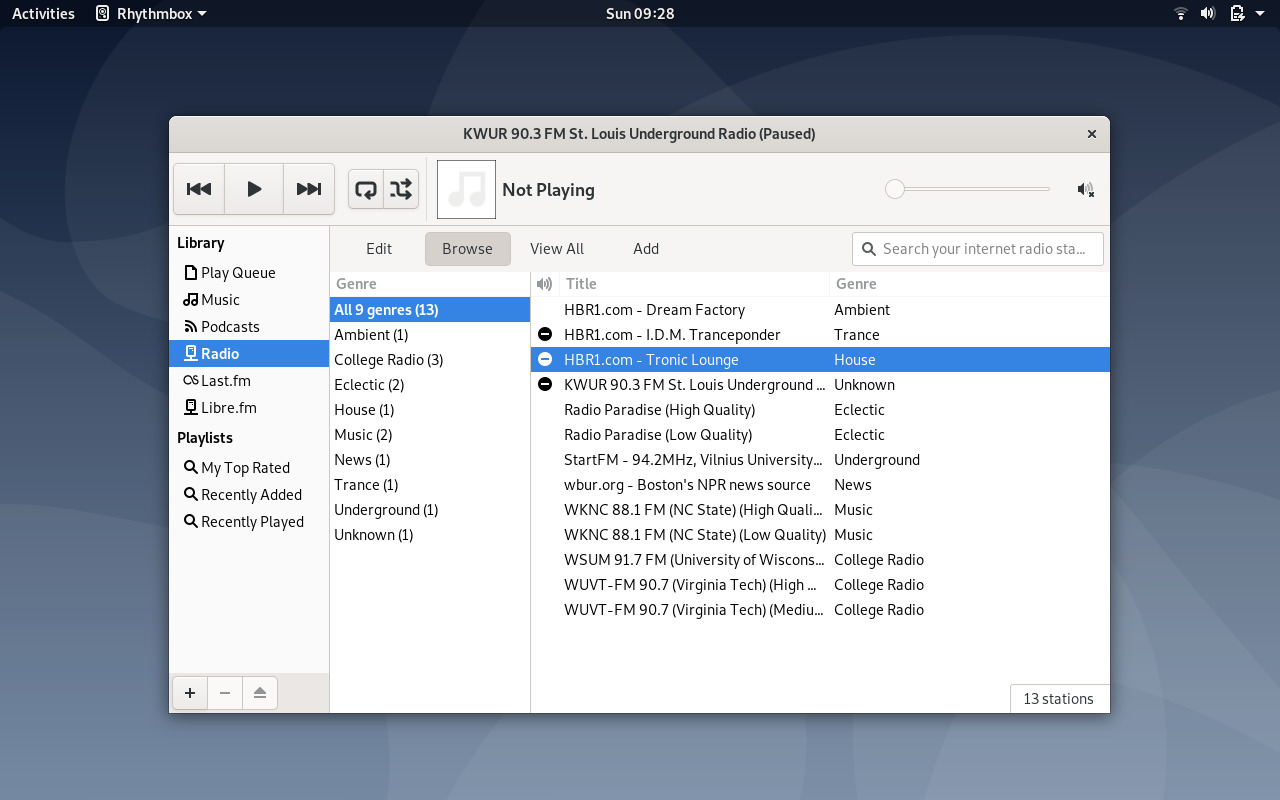 Activities Rhythmbox Sun 09:28
KWUR 90.3 FM St. Louis Underground Radio (Paused)
Not Playing
Library
Play Queue
Music
Podcasts
Radio
Last.fm
Libre.fm
Playlists
My Top Rated
Recently Added
Recently Played
Edit Browse View All Add Search your internet radio sta...
Genre
All 9 genres (13)
Ambient (1)
College Radio (3)
Eclectic (2)
House (1)
Music (2)
News (1)
Trance (1)
Underground (1)
Unknown (1)
Title Genre
HBR1.com - Dream Factory Ambient
HBR1.com - I.D.M. Tranceponder Trance
HBR1.com - Tronic Lounge House
KWUR 90.3 FM St. Louis Underground ... Unknown
Radio Paradise (High Quality) Eclectic
Radio Paradise (Low Quality) Eclectic
StartFM - 94.2MHz, Vilnius University... Underground
wbur.org - Boston's NPR news source News
WKNC 88.1 FM (NC State) (High Quali... Music
WKNC 88.1 FM (NC State) (Low Quality) Music
WSUM 91.7 FM (University of Wiscons... College Radio
WUVT-FM 90.7 (Virginia Tech) (High ... College Radio
WUVT-FM 90.7 (Virginia Tech) (Mediu... College Radio
13 stations